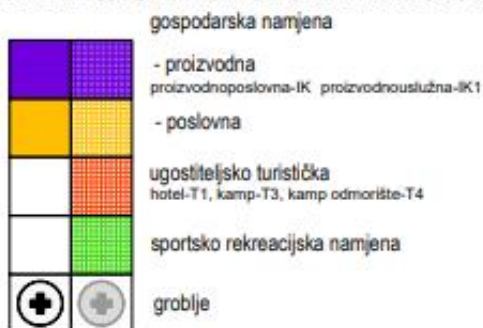 gospodarska namjena
- proizvodna
proizvodnoposlovna-IK proizvodnouslužna-IK1
- poslovna
ugostiteljsko turistička
hotel-T1, kamp-T3, kamp odmorište-T4
sportsko rekreacijska namjena
groblje